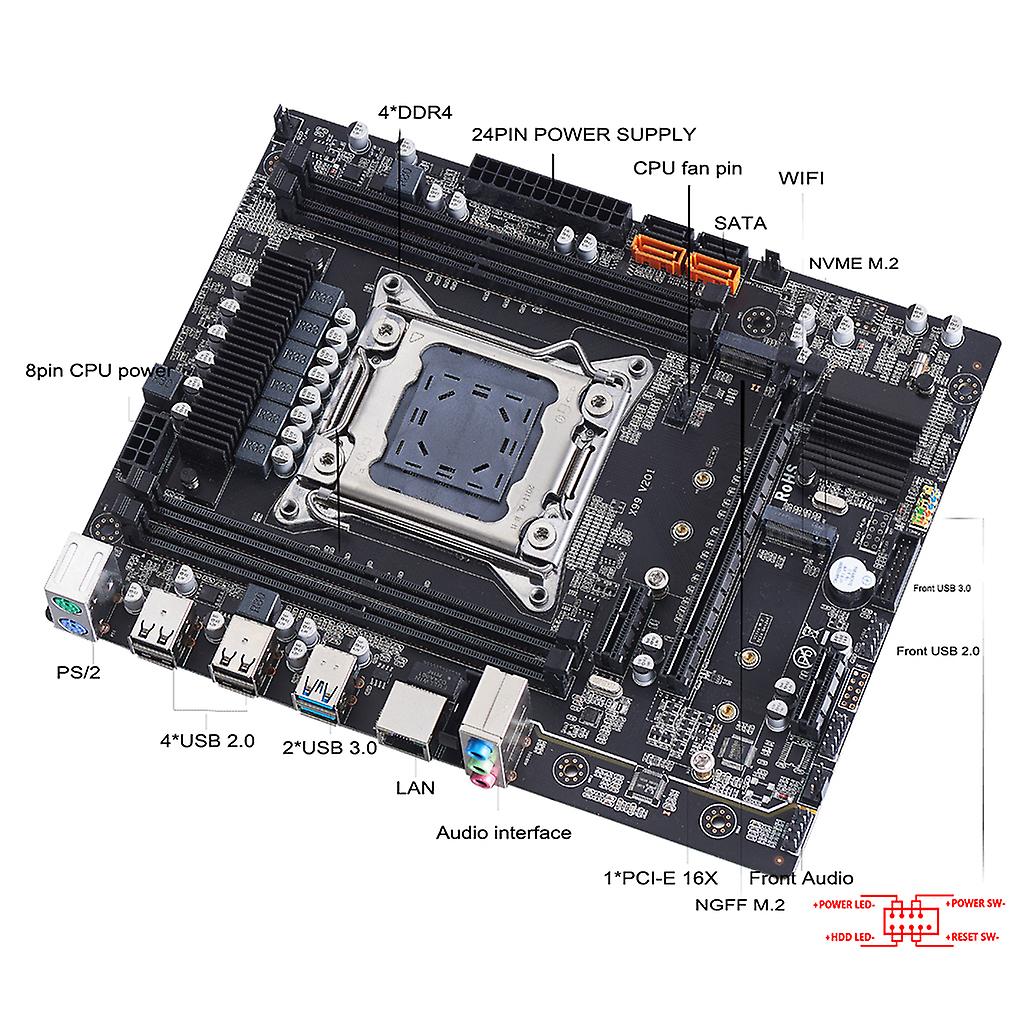 4*DDR4
24PIN POWER SUPPLY
CPU fan pin
WIFI
SATA
NVME M.2
8pin CPU power
X99 V201
RoHS
Front USB 3.0
Front USB 2.0
PS/2
4*USB 2.0
2*USB 3.0
LAN
Audio interface
1*PCI-E 16X
Front Audio
NGFF M.2
+POWER LED-
+POWER SW-
+HDD LED-
+RESET SW-